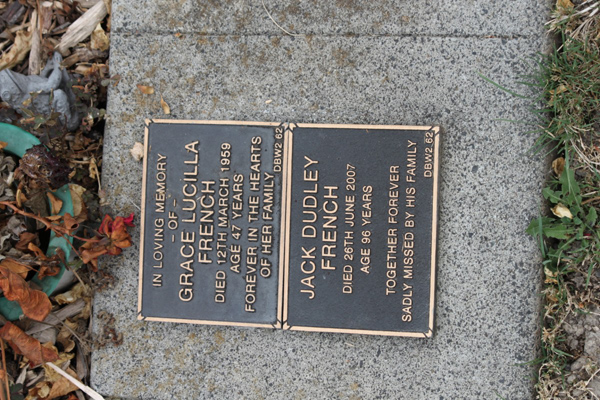 IN LOVING MEMORY
- OF -
GRACE LUCILLA
FRENCH
DIED 12TH MARCH 1959
AGE 47 YEARS
FOREVER IN THE HEARTS
OF HER FAMILY
DBW2 62
JACK DUDLEY
FRENCH
DIED 26TH JUNE 2007
AGE 96 YEARS
TOGETHER FOREVER
SADLY MISSED BY HIS FAMILY
DBW2 62